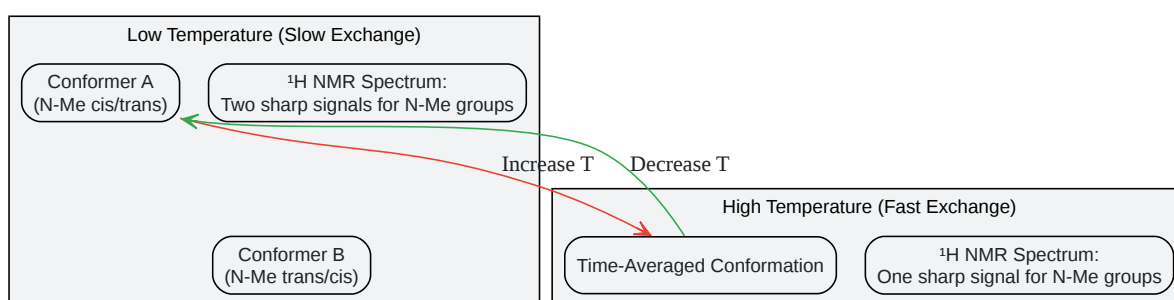 Low Temperature (Slow Exchange)
Conformer A
(N-Me cis/trans)
¹H NMR Spectrum:
Two sharp signals for N-Me groups
Increase T
Decrease T
High Temperature (Fast Exchange)
Conformer B
(N-Me trans/cis)
Time-Averaged Conformation
¹H NMR Spectrum:
One sharp signal for N-Me groups